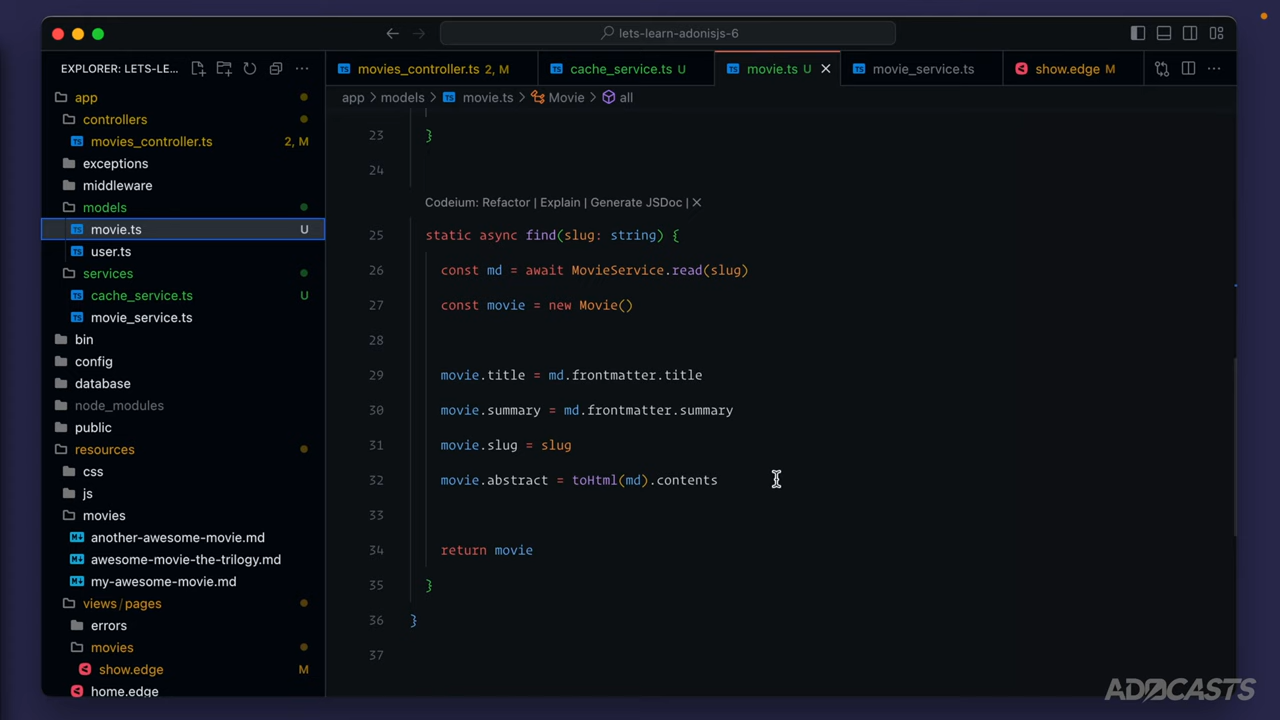 lets-learn-adonisjs-6
EXPLORER: LETS-LE...
movies_controller.ts 2, M
cache_service.ts U
movie.ts U
movie_service.ts
show.edge M
app > models > movie.ts > Movie > all
app
controllers
movies_controller.ts 2, M
exceptions
middleware
models
movie.ts U
user.ts
services
cache_service.ts U
movie_service.ts
bin
config
database
node_modules
public
resources
css
js
movies
another-awesome-movie.md
awesome-movie-the-trilogy.md
my-awesome-movie.md
views/pages
errors
movies
show.edge M
home.edge
23 }
24
Codeium: Refactor | Explain | Generate JSDoc | ✕
25 static async find(slug: string) {
26 const md = await MovieService.read(slug)
27 const movie = new Movie()
28
29 movie.title = md.frontmatter.title
30 movie.summary = md.frontmatter.summary
31 movie.slug = slug
32 movie.abstract = toHtml(md).contents
33
34 return movie
35 }
36 }
37
ADOCASTS